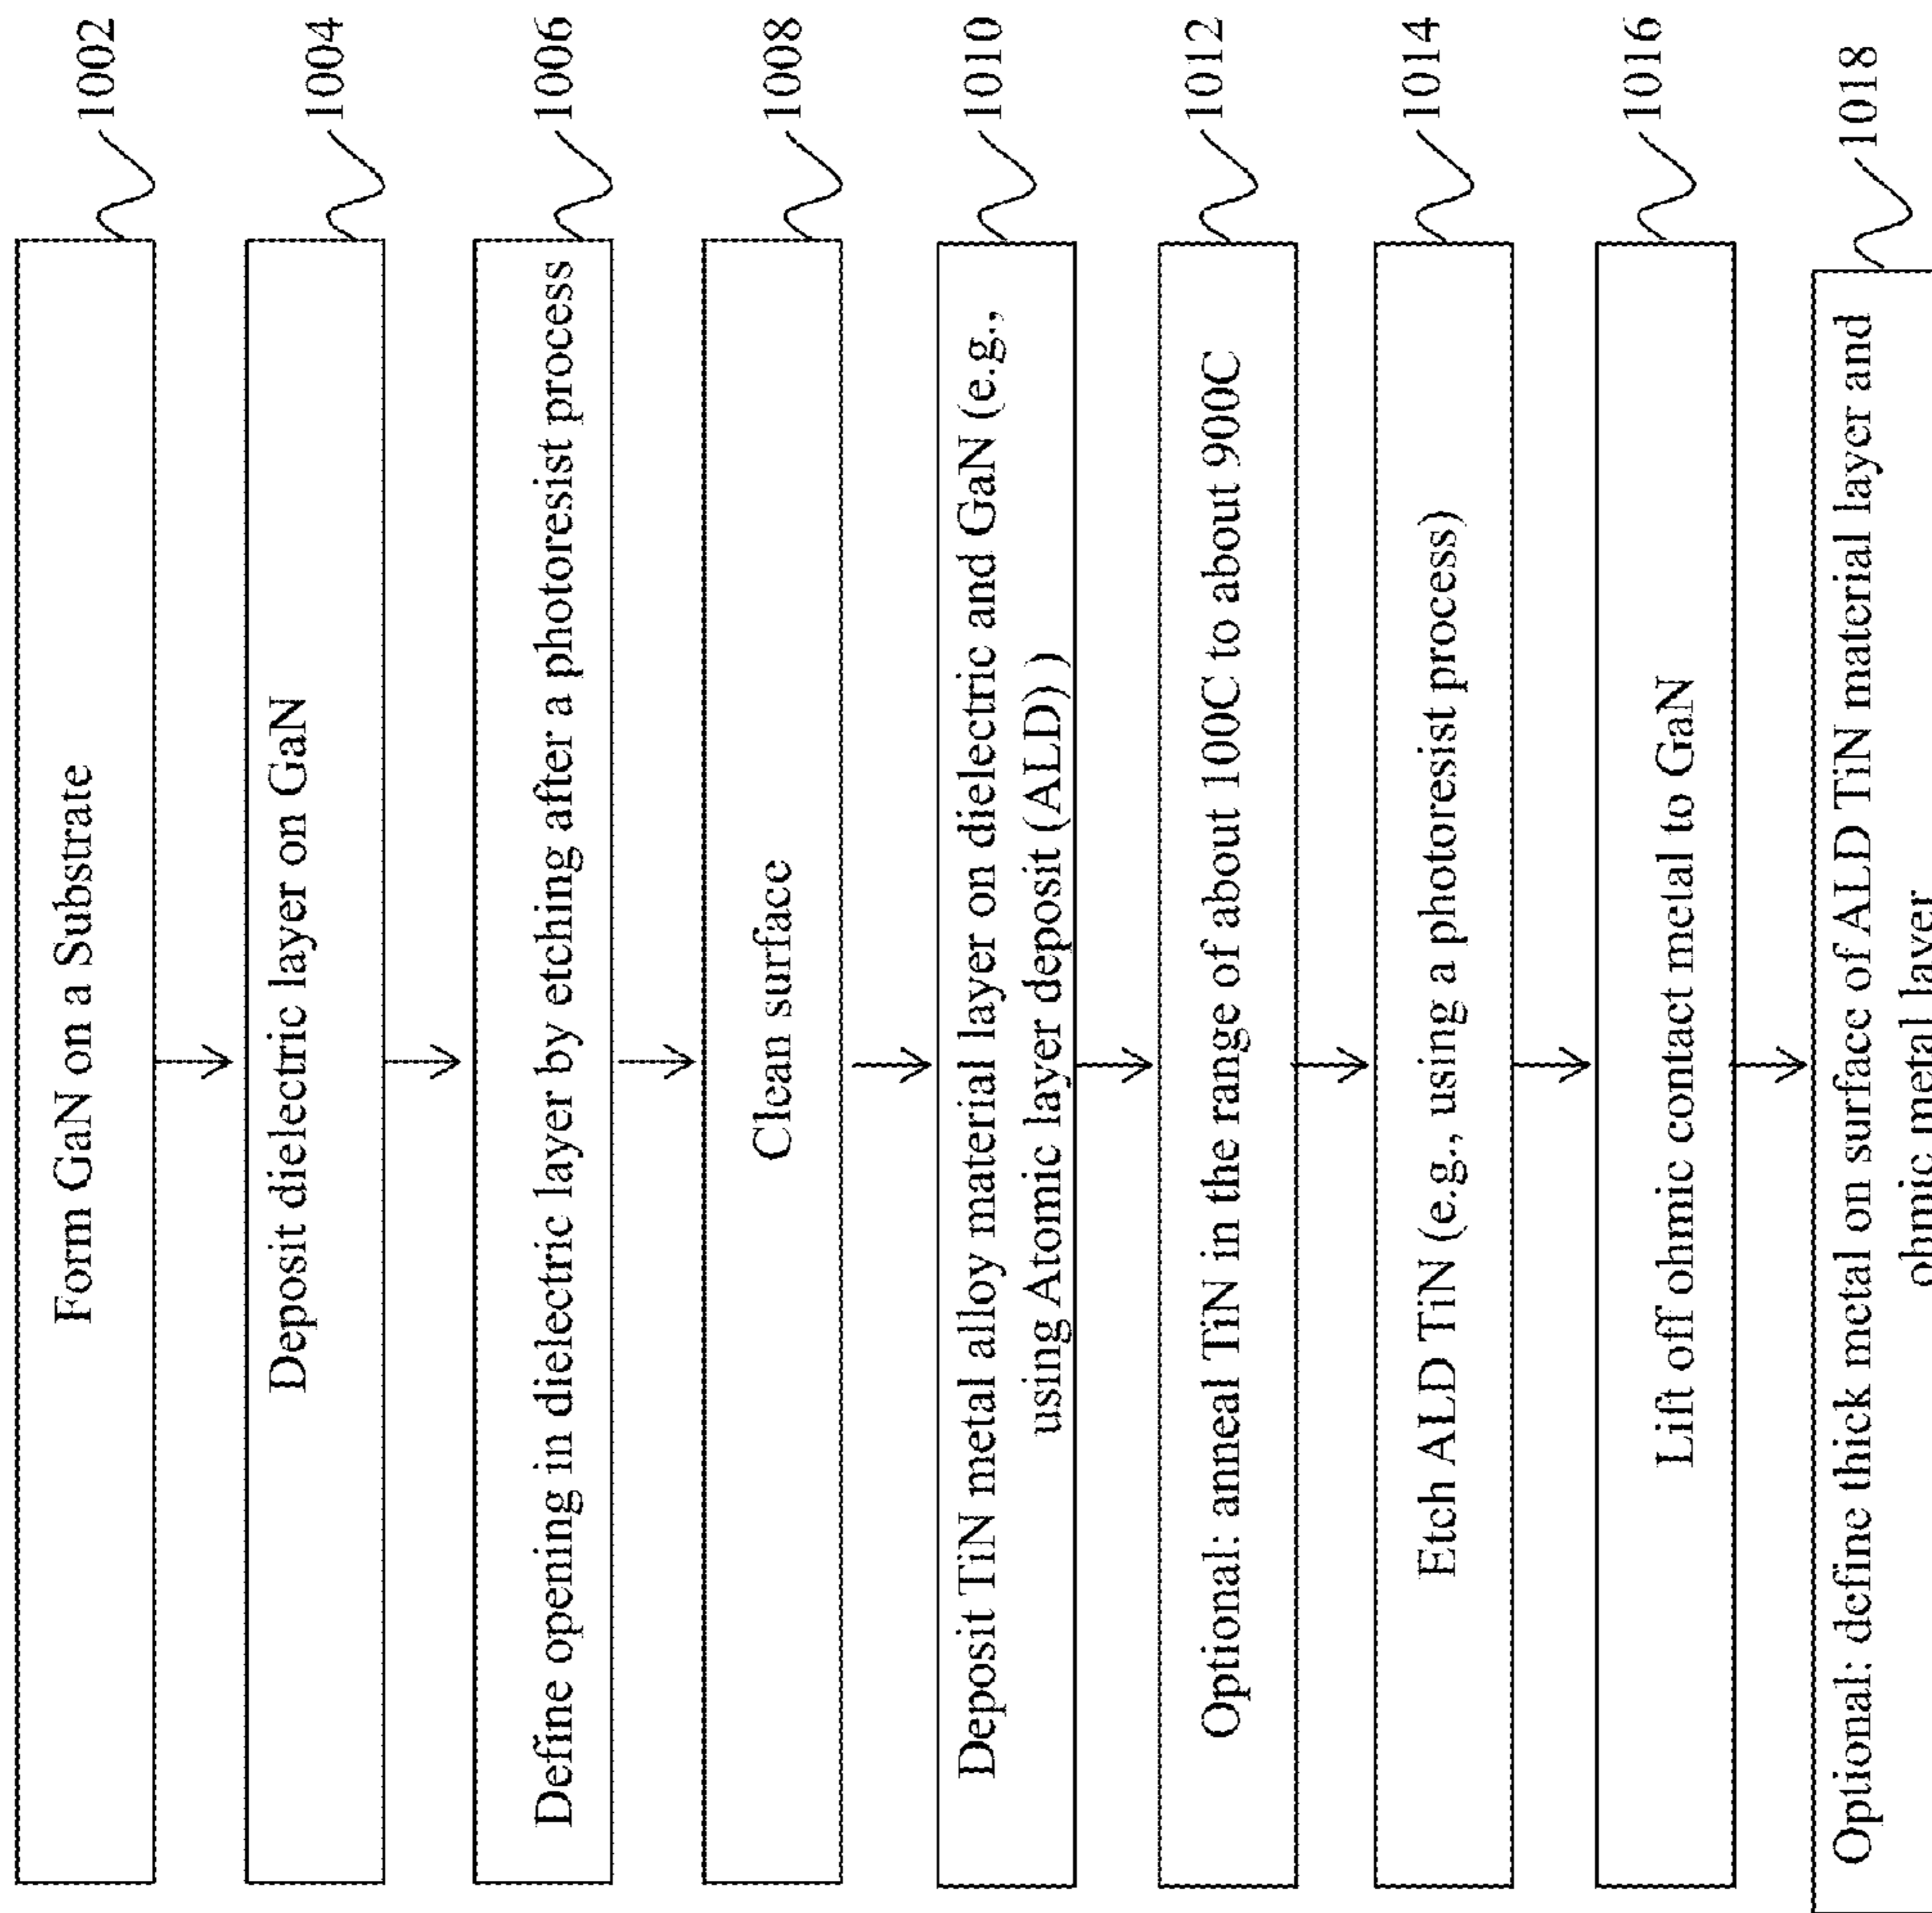 Form GaN on a Substrate
1002
Deposit dielectric layer on GaN
1004
Define opening in dielectric layer by etching after a photoresist process
1006
Clean surface
1008
Deposit TiN metal alloy material layer on dielectric and GaN (e.g.,
using Atomic layer deposit (ALD) )
1010
Optional: anneal TiN in the range of about 100C to about 900C
1012
Etch ALD TiN (e.g., using a photoresist process)
1014
Lift off ohmic contact metal to GaN
1016
Optional: define thick metal on surface of ALD TiN material layer and
ohmic metal layer
1018